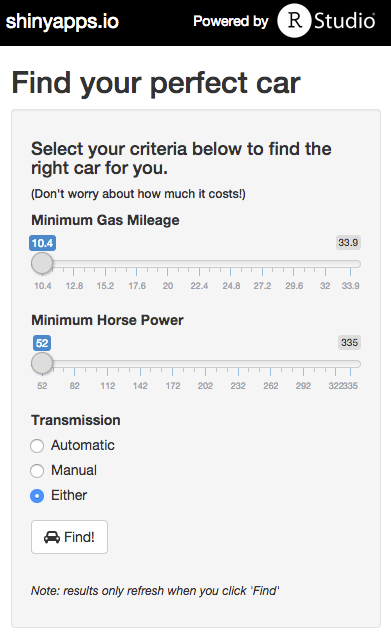 shinyapps.io Powered by R Studio
Find your perfect car
Select your criteria below to find the
right car for you.
(Don't worry about how much it costs!)
Minimum Gas Mileage
10.4 33.9
10.4 12.8 15.2 17.6 20 22.4 24.8 27.2 29.6 32 33.9
Minimum Horse Power
52 335
52 82 112 142 172 202 232 262 292 322335
Transmission
Automatic
Manual
Either
Find!
Note: results only refresh when you click 'Find'